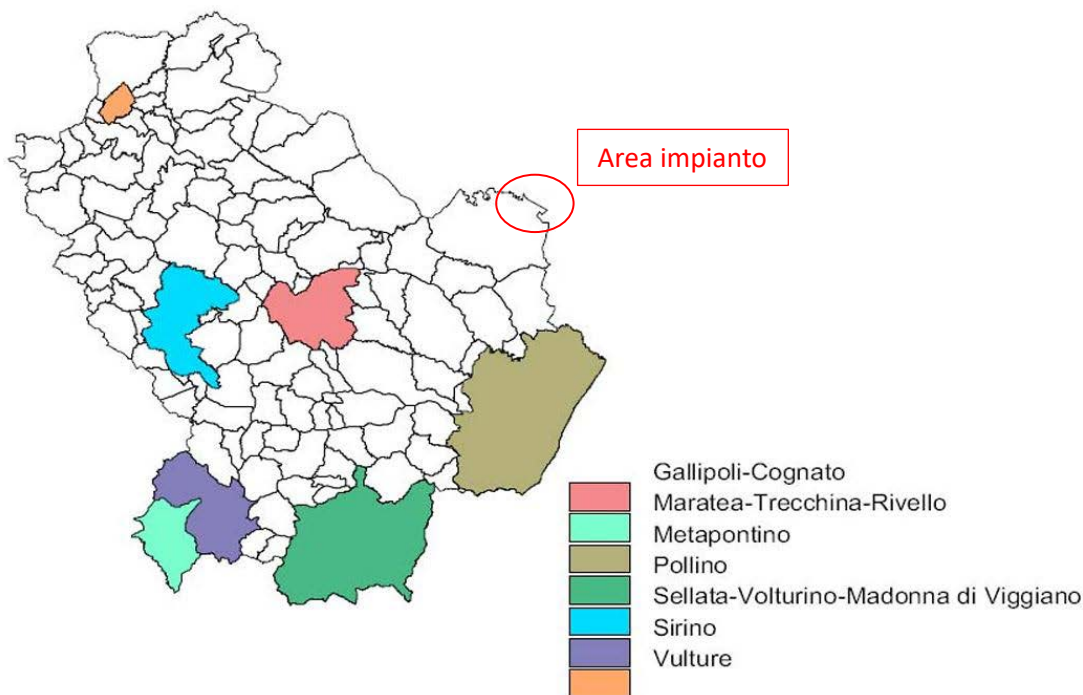 Area impianto
Gallipoli-Cognato
Maratea-Trecchina-Rivello
Metapontino
Pollino
Sellata-Volturino-Madonna di Viggiano
Sirino
Vulture